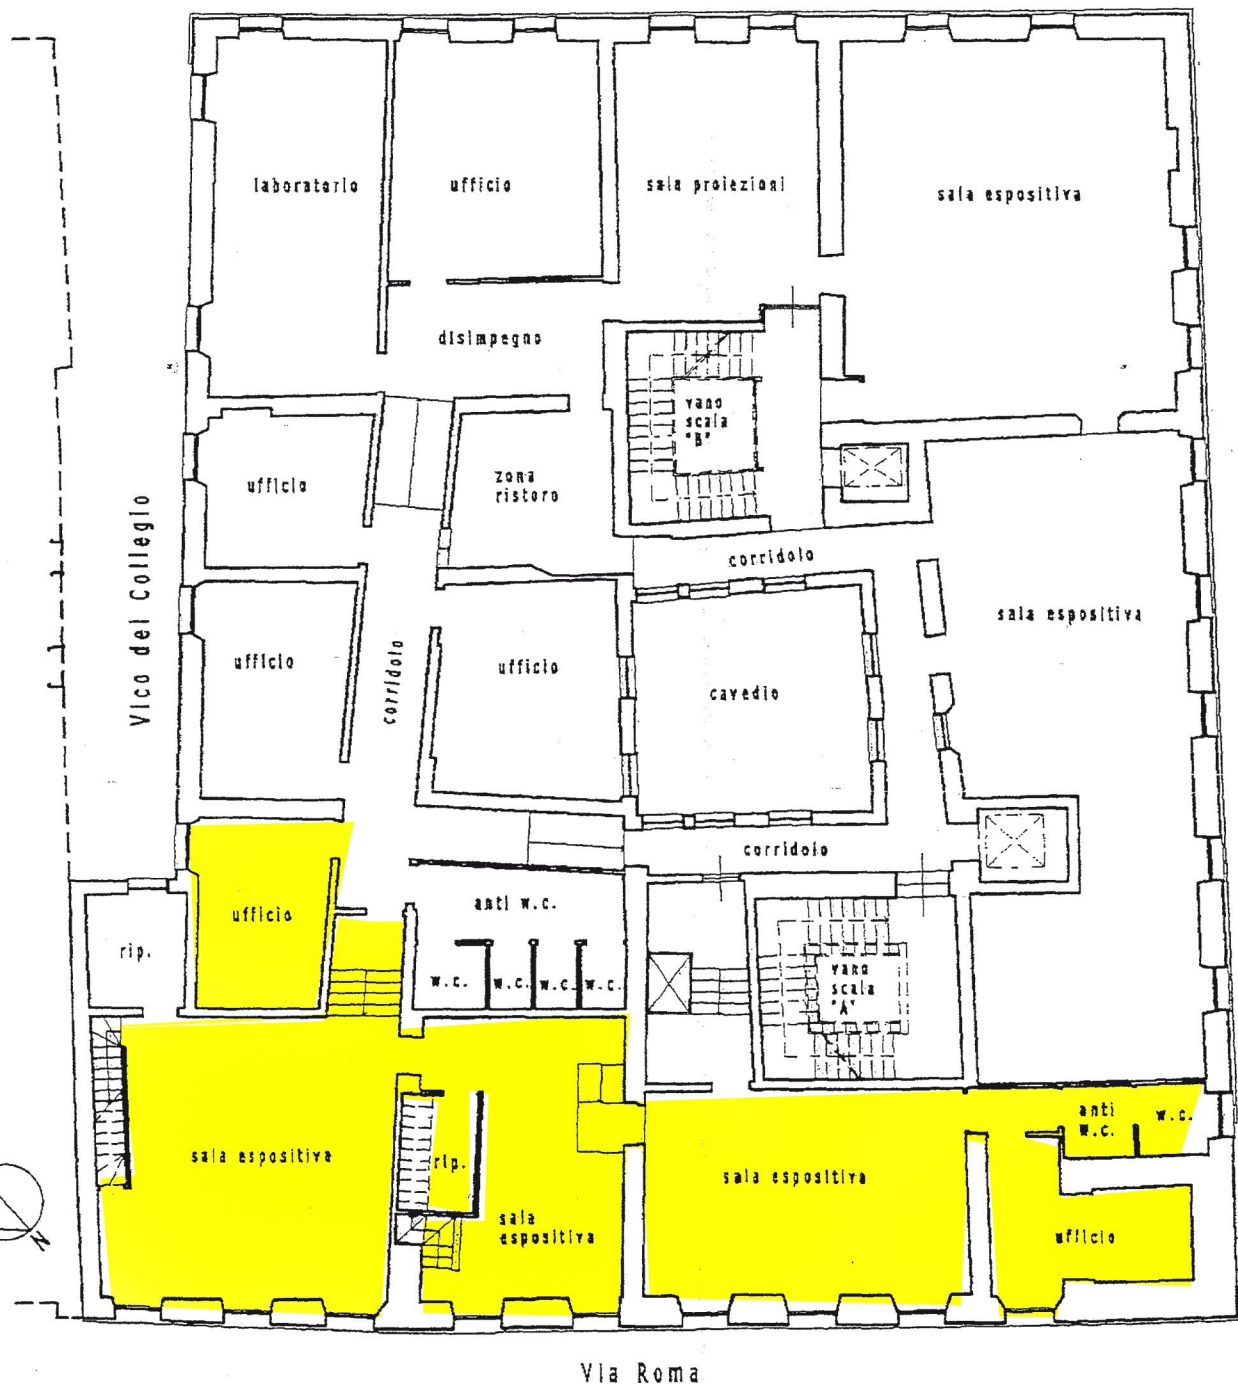 laboratorio
ufficio
sala proiezioni
sala espositiva
disimpegno
vano
scala
"B"
ufficio
zona
ristoro
corridoio
sala espositiva
Vico del Collegio
ufficio
corridoio
ufficio
cavedio
corridoio
ufficio
anti w.c.
rip.
w.c.
w.c.
w.c.
w.c.
vano
scala
"A"
anti
w.c.
w.c.
sala espositiva
rip.
sala espositiva
sala
espositiva
ufficio
N
Via Roma